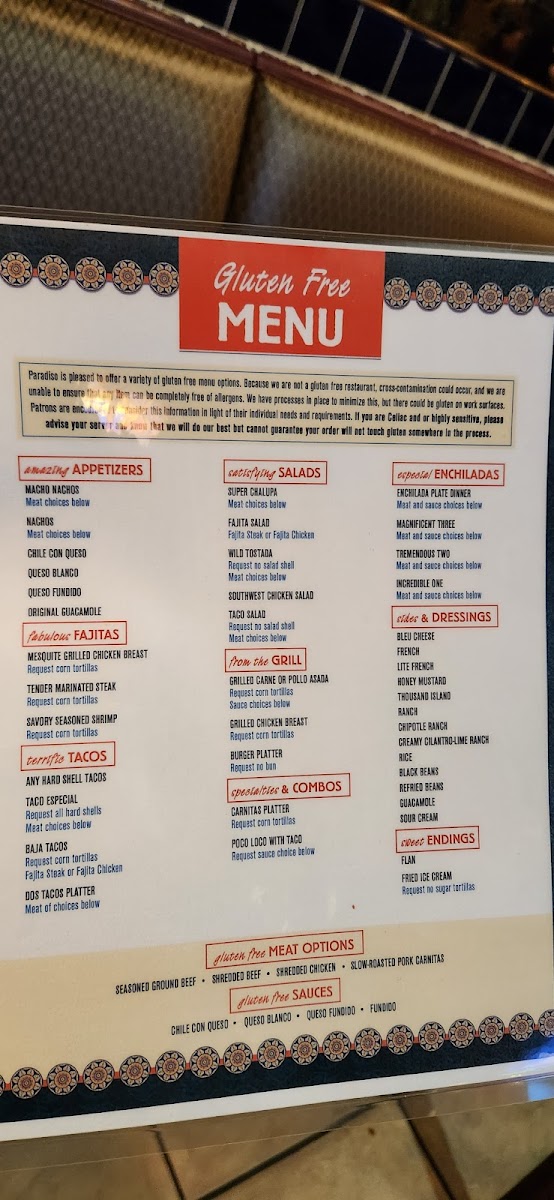 Gluten Free
MENU
Paradiso is pleased to offer a variety of gluten free menu options. Because we are not a gluten free restaurant, cross-contamination could occur, and we are
unable to ensure that any item can be completely free of allergens. We have processes in place to minimize this, but there could be gluten on work surfaces.
Patrons are to consider this information in light of their individual needs and requirements. If you are Celiac and or highly sensitive, please
advise your server and know that we will do our best but cannot guarantee your order will not touch gluten somewhere in the process.
amazing APPETIZERS
MACHO NACHOS
Meat choices below
NACHOS
Meat choices below
CHILE CON QUESO
QUESO BLANCO
QUESO FUNDIDO
ORIGINAL GUACAMOLE
fabulous FAJITAS
MESQUITE GRILLED CHICKEN BREAST
Request corn tortillas
TENDER MARINATED STEAK
Request corn tortillas
SAVORY SEASONED SHRIMP
Request corn tortillas
terrific TACOS
ANY HARD SHELL TACOS
TACO ESPECIAL
Request all hard shells
Meat choices below
BAJA TACOS
Request corn tortillas
Fajita Steak or Fajita Chicken
DOS TACOS PLATTER
Meat of choices below
satisfying SALADS
SUPER CHALUPA
Meat choices below
FAJITA SALAD
Fajita Steak or Fajita Chicken
WILD TOSTADA
Request no salad shell
Meat choices below
SOUTHWEST CHICKEN SALAD
TACO SALAD
Request no salad shell
Meat choices below
from the GRILL
GRILLED CARNE OR POLLO ASADA
Request corn tortillas
Sauce choices below
GRILLED CHICKEN BREAST
Request corn tortillas
BURGER PLATTER
Request no bun
specialties & COMBOS
CARNITAS PLATTER
Request corn tortillas
POCO LOCO WITH TACO
Request sauce choice below
especial ENCHILADAS
ENCHILADA PLATE DINNER
Meat and sauce choices below
MAGNIFICENT THREE
Meat and sauce choices below
TREMENDOUS TWO
Meat and sauce choices below
INCREDIBLE ONE
Meat and sauce choices below
sides & DRESSINGS
BLEU CHEESE
FRENCH
LITE FRENCH
HONEY MUSTARD
THOUSAND ISLAND
RANCH
CHIPOTLE RANCH
CREAMY CILANTRO-LIME RANCH
RICE
BLACK BEANS
REFRIED BEANS
GUACAMOLE
SOUR CREAM
sweet ENDINGS
FLAN
FRIED ICE CREAM
Request no sugar tortillas
gluten free MEAT OPTIONS
SEASONED GROUND BEEF • SHREDDED BEEF • SHREDDED CHICKEN • SLOW-ROASTED PORK CARNITAS
gluten free SAUCES
CHILE CON QUESO • QUESO BLANCO • QUESO FUNDIDO • FUNDIDO